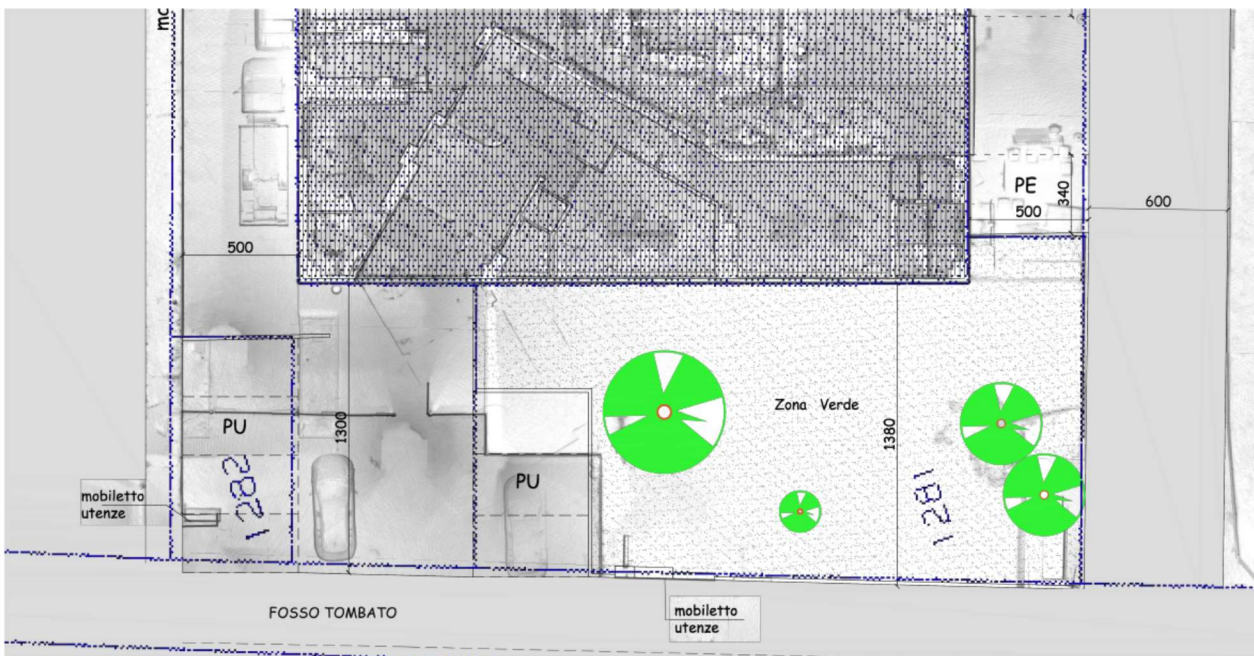 PE
340
500
600
500
Zona Verde
1300
1380
PU
PU
1282
1281
mobiletto
utenze
FOSSO TOMBATO
mobiletto
utenze